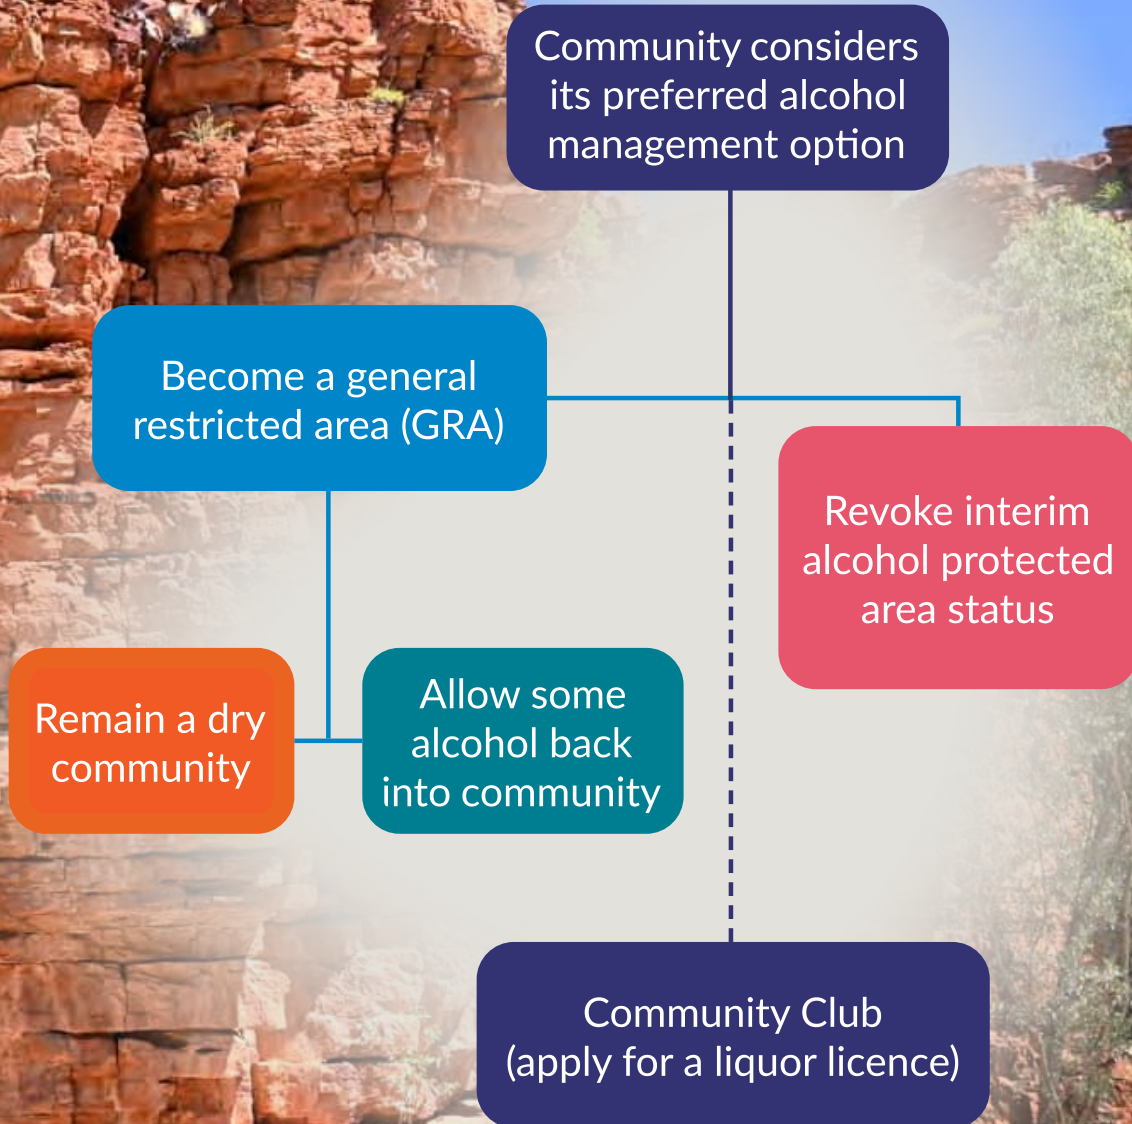 Community considers
its preferred alcohol
management option
Become a general
restricted area (GRA)
Revoke interim
alcohol protected
area status
Remain a dry
community
Allow some
alcohol back
into community
Community Club
(apply for a liquor licence)